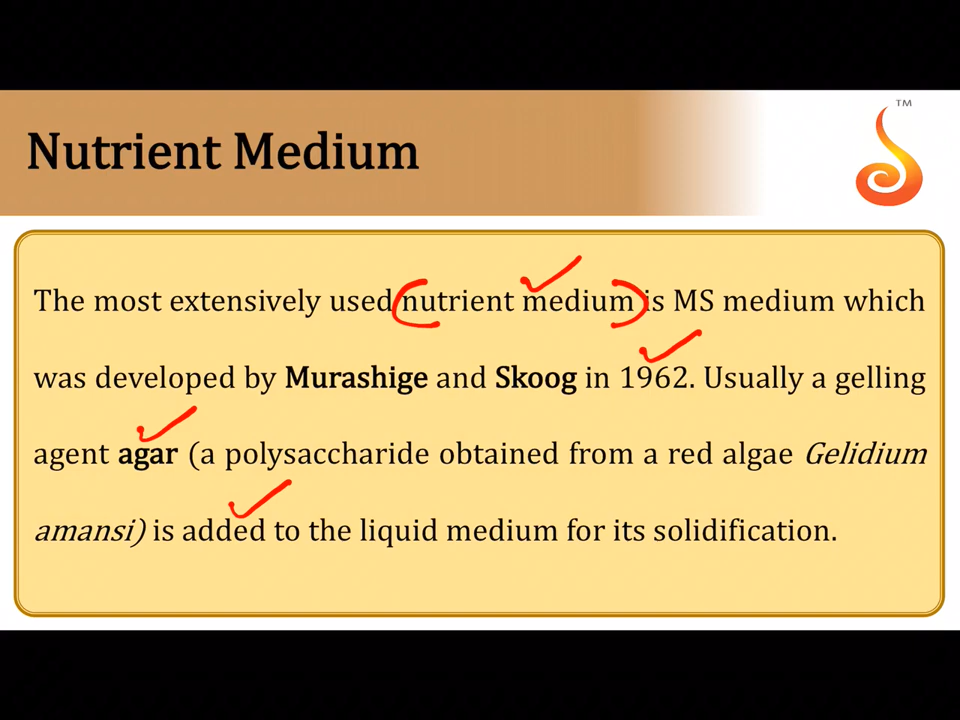 Nutrient Medium
TM
The most extensively used nutrient medium is MS medium which
was developed by Murashige and Skoog in 1962. Usually a gelling
agent agar (a polysaccharide obtained from a red algae Gelidium
amansi) is added to the liquid medium for its solidification.